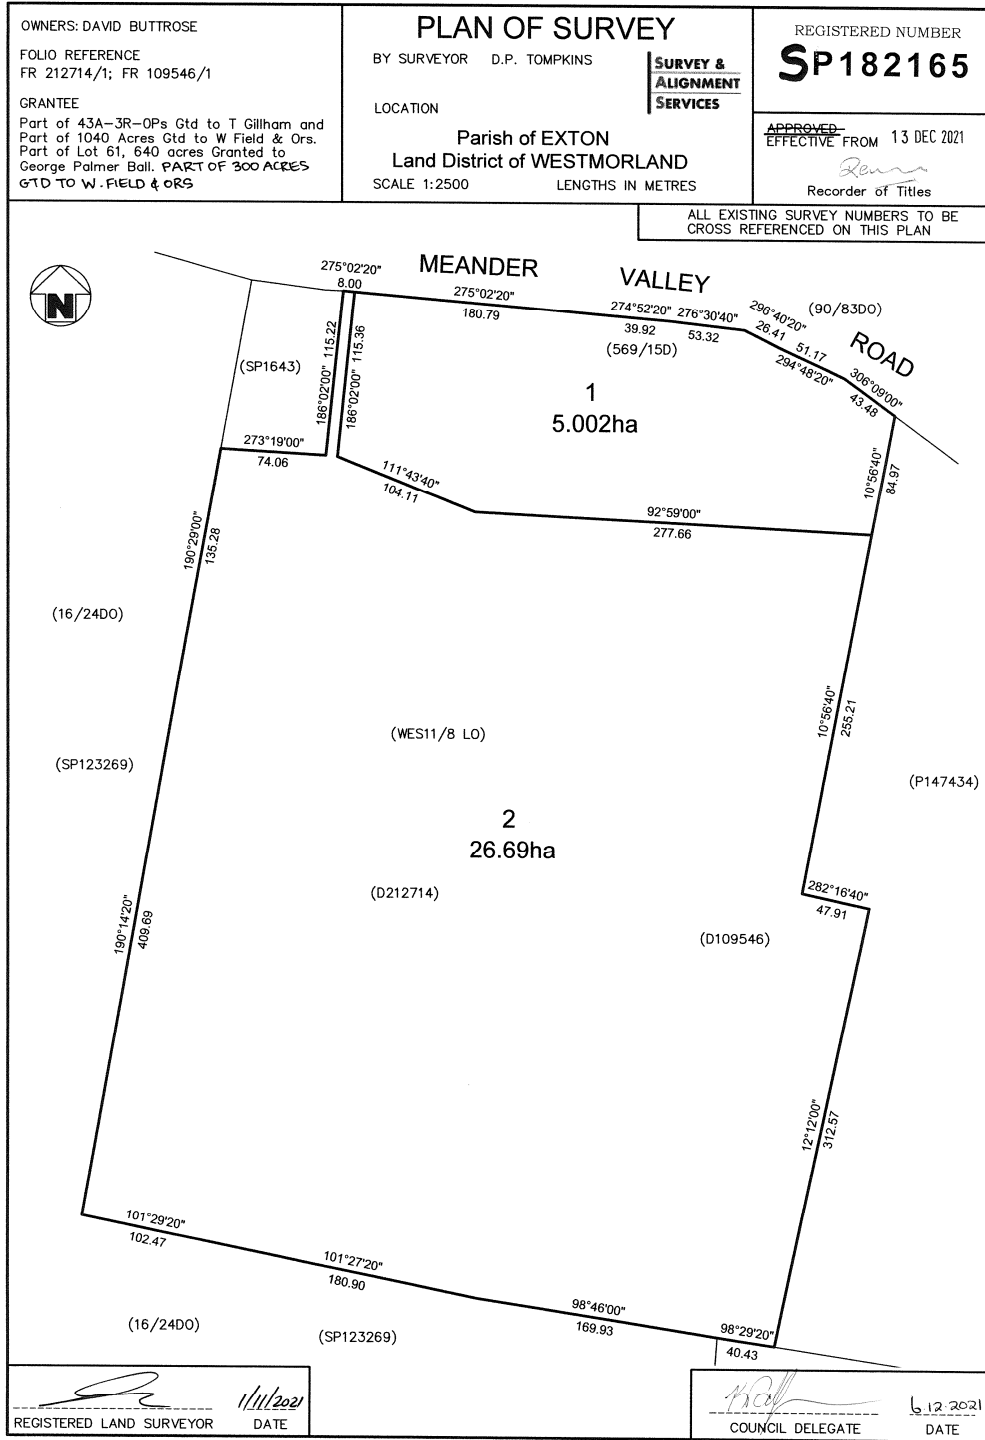 OWNERS: DAVID BUTTROSE
FOLIO REFERENCE
FR 212714/1; FR 109546/1
GRANTEE
Part of 43A-3R-0Ps Gtd to T Gillham and
Part of 1040 Acres Gtd to W Field & Ors.
Part of Lot 61, 640 acres Granted to
George Palmer Ball. PART OF 300 ACRES
GTD TO W. FIELD & ORS
PLAN OF SURVEY
BY SURVEYOR D.P. TOMPKINS
SURVEY &
ALIGNMENT
SERVICES
LOCATION
Parish of EXTON
Land District of WESTMORLAND
SCALE 1:2500 LENGTHS IN METRES
REGISTERED NUMBER
SP182165
APPROVED
EFFECTIVE FROM 13 DEC 2021
Recorder of Titles
ALL EXISTING SURVEY NUMBERS TO BE
CROSS REFERENCED ON THIS PLAN
N
MEANDER VALLEY ROAD
275°02'20"
8.00
275°02'20"
180.79
274°52'20"
39.92
276°30'40"
53.32
296°40'20"
26.41
51.17
294°48'20"
306°09'00"
43.48
(90/83DO)
(569/15D)
(SP1643)
186°02'00" 115.22
186°02'00" 115.36
1
5.002ha
273°19'00"
74.06
111°43'40"
104.11
92°59'00"
277.66
10°56'40"
84.97
190°29'00"
135.28
(16/24DO)
(WES11/8 LO)
10°56'40"
255.21
(SP123269)
(P147434)
2
26.69ha
(D212714)
282°16'40"
47.91
(D109546)
190°14'20"
409.69
12°12'00"
312.57
101°29'20"
102.47
101°27'20"
180.90
98°46'00"
169.93
98°29'20"
40.43
(16/24DO)
(SP123269)
1/11/2021
REGISTERED LAND SURVEYOR DATE
6.12.2021
COUNCIL DELEGATE DATE